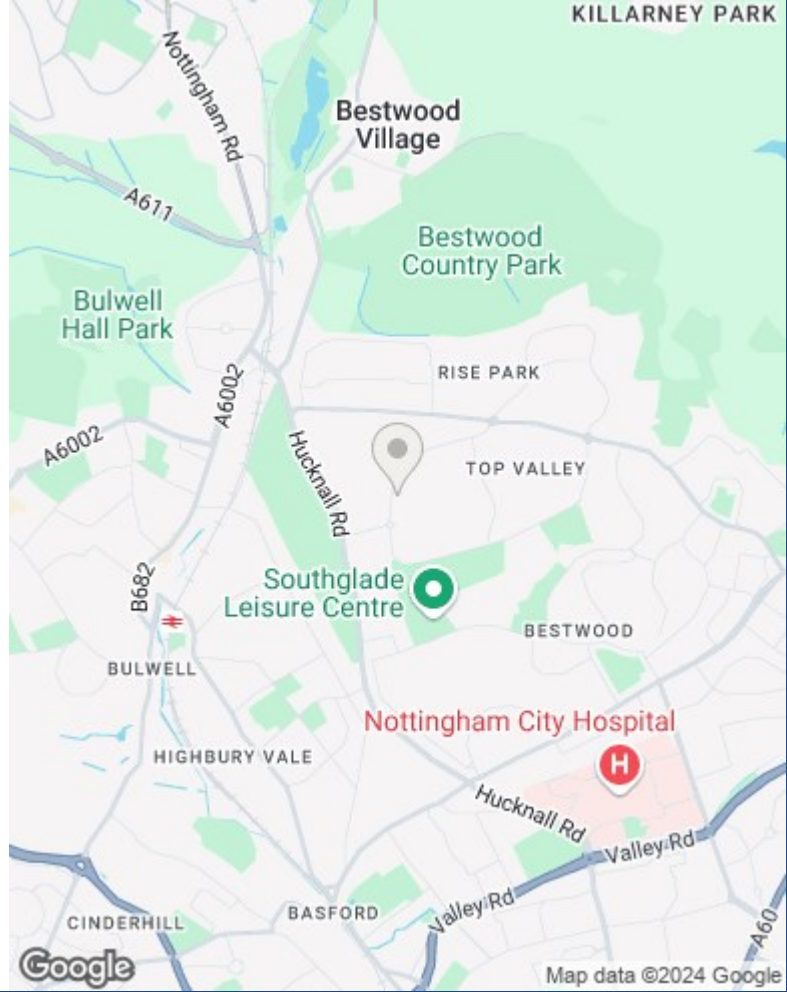 KILLARNEY PARK
Nottingham Rd
Bestwood
Village
A611
Bestwood
Country Park
Bulwell
Hall Park
RISE PARK
A6002
A6002
Hucknall Rd
TOP VALLEY
Southglade
Leisure Centre
B682
BESTWOOD
BULWELL
Nottingham City Hospital
H
HIGHBURY VALE
Hucknall Rd
Valley Rd
Valley Rd
BASFORD
CINDERHILL
A60
Google
Map data ©2024 Google